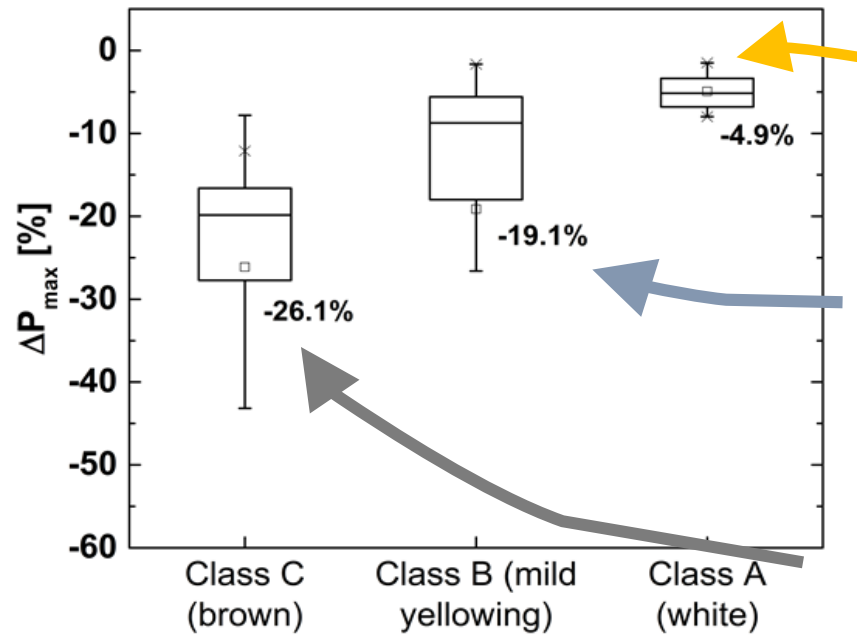 ΔPmax [%]
0
-10
-20
-30
-40
-50
-60
-4.9%
-19.1%
-26.1%
Class C
(brown)
Class B (mild
yellowing)
Class A
(white)